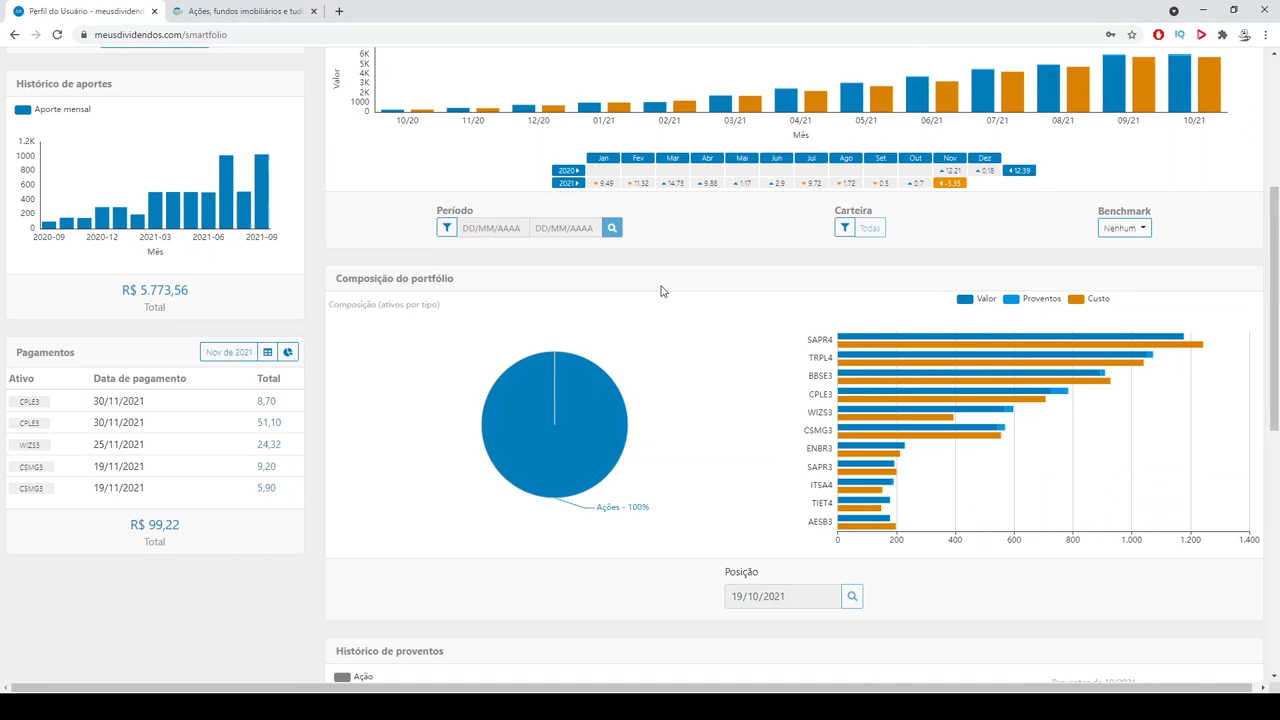 Perfil do Usuário - meusdividend
Ações, fundos imobiliários e tudo
meusdividendos.com/smartfolio
IQ
Histórico de aportes
Aporte mensal
1.2K
1000
800
600
400
200
0
2020-09 2020-12 2021-03 2021-06 2021-09
Mês
R$ 5.773,56
Total
Pagamentos
Nov de 2021
Ativo Data de pagamento Total
CPLE3 30/11/2021 8,70
CPLE3 30/11/2021 51,10
WIZS3 25/11/2021 24,32
CSMG3 19/11/2021 9,20
CSMG3 19/11/2021 5,90
R$ 99,22
Total
Valor
6K
5K
4K
3K
2K
1000
0
10/20 11/20 12/20 01/21 02/21 03/21 04/21 05/21 06/21 07/21 08/21 09/21 10/21
Mês
Jan Fev Mar Abr Mai Jun Jul Ago Set Out Nov Dez
2020 12.21 0.18 12.39
2021 9.49 11.32 14.75 9.88 1.17 2.9 9.72 1.72 0.5 0.7 -3.35
Período
DD/MM/AAAA DD/MM/AAAA
Carteira
Todas
Benchmark
Nenhum
Composição do portfólio
Composição (ativos por tipo)
Ações - 100%
Valor Proventos Custo
SAPR4
TRPL4
BBSE3
CPLE3
WIZS3
CSMG3
ENBR3
SAPR3
ITSA4
TIET4
AESB3
0 200 400 600 800 1.000 1.200 1.400
Posição
19/10/2021
Histórico de proventos
Ação
Proventos de 10/2021